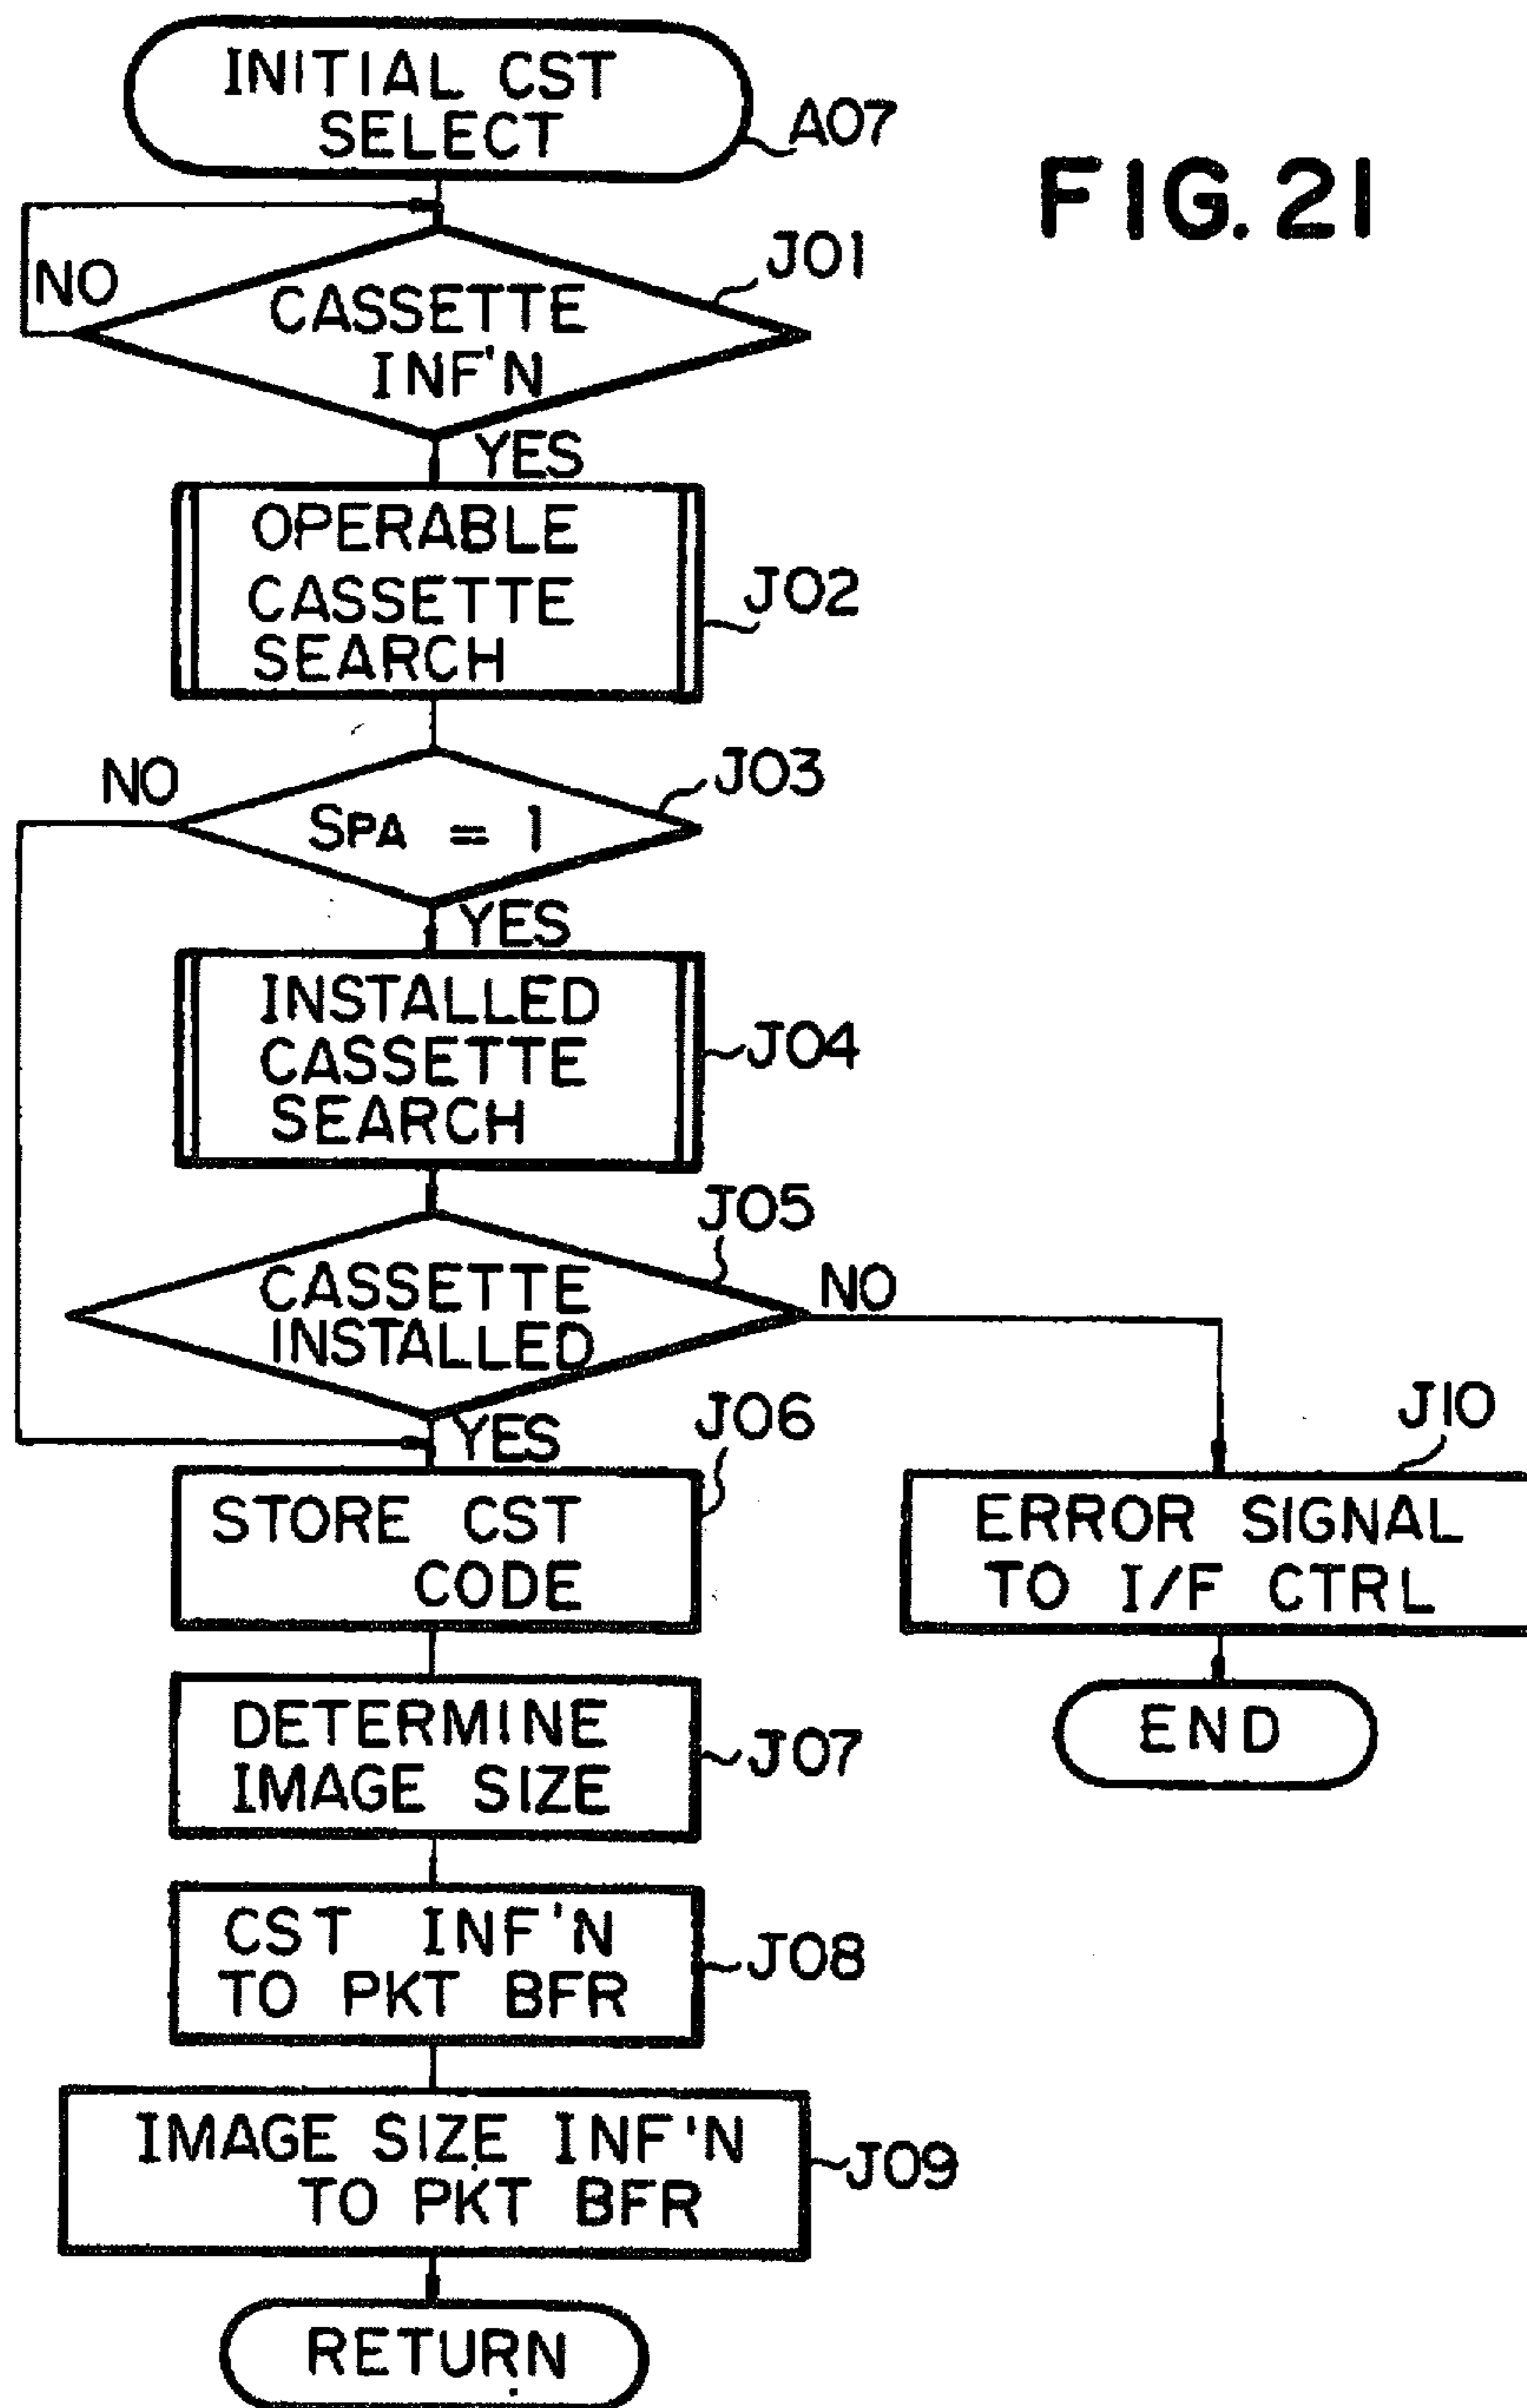 INITIAL CST
SELECT
A07
FIG. 21
J01
NO
CASSETTE
INF'N
YES
OPERABLE
CASSETTE
SEARCH
J02
NO
J03
SPA = 1
YES
INSTALLED
CASSETTE
SEARCH
J04
J05
CASSETTE
INSTALLED
NO
YES
J06
J10
STORE CST
CODE
ERROR SIGNAL
TO I/F CTRL
END
DETERMINE
IMAGE SIZE
J07
CST INF'N
TO PKT BFR
J08
IMAGE SIZE INF'N
TO PKT BFR
J09
RETURN